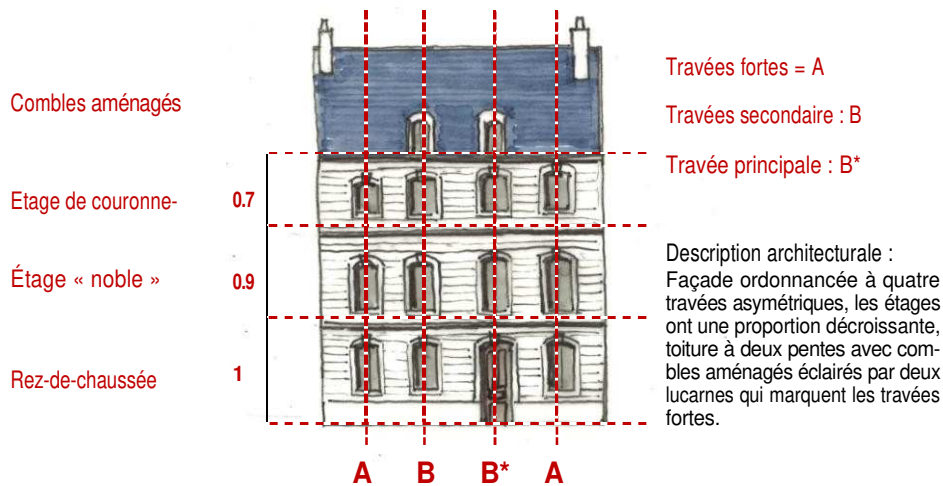 Combles aménagés
Etage de couronne-
0.7
Étage « noble »
0.9
Rez-de-chaussée
1
A B B* A
Travées fortes = A
Travées secondaire : B
Travée principale : B*
Description architecturale :
Façade ordonnancée à quatre
travées asymétriques, les étages
ont une proportion décroissante,
toiture à deux pentes avec com-
bles aménagés éclairés par deux
lucarnes qui marquent les travées
fortes.